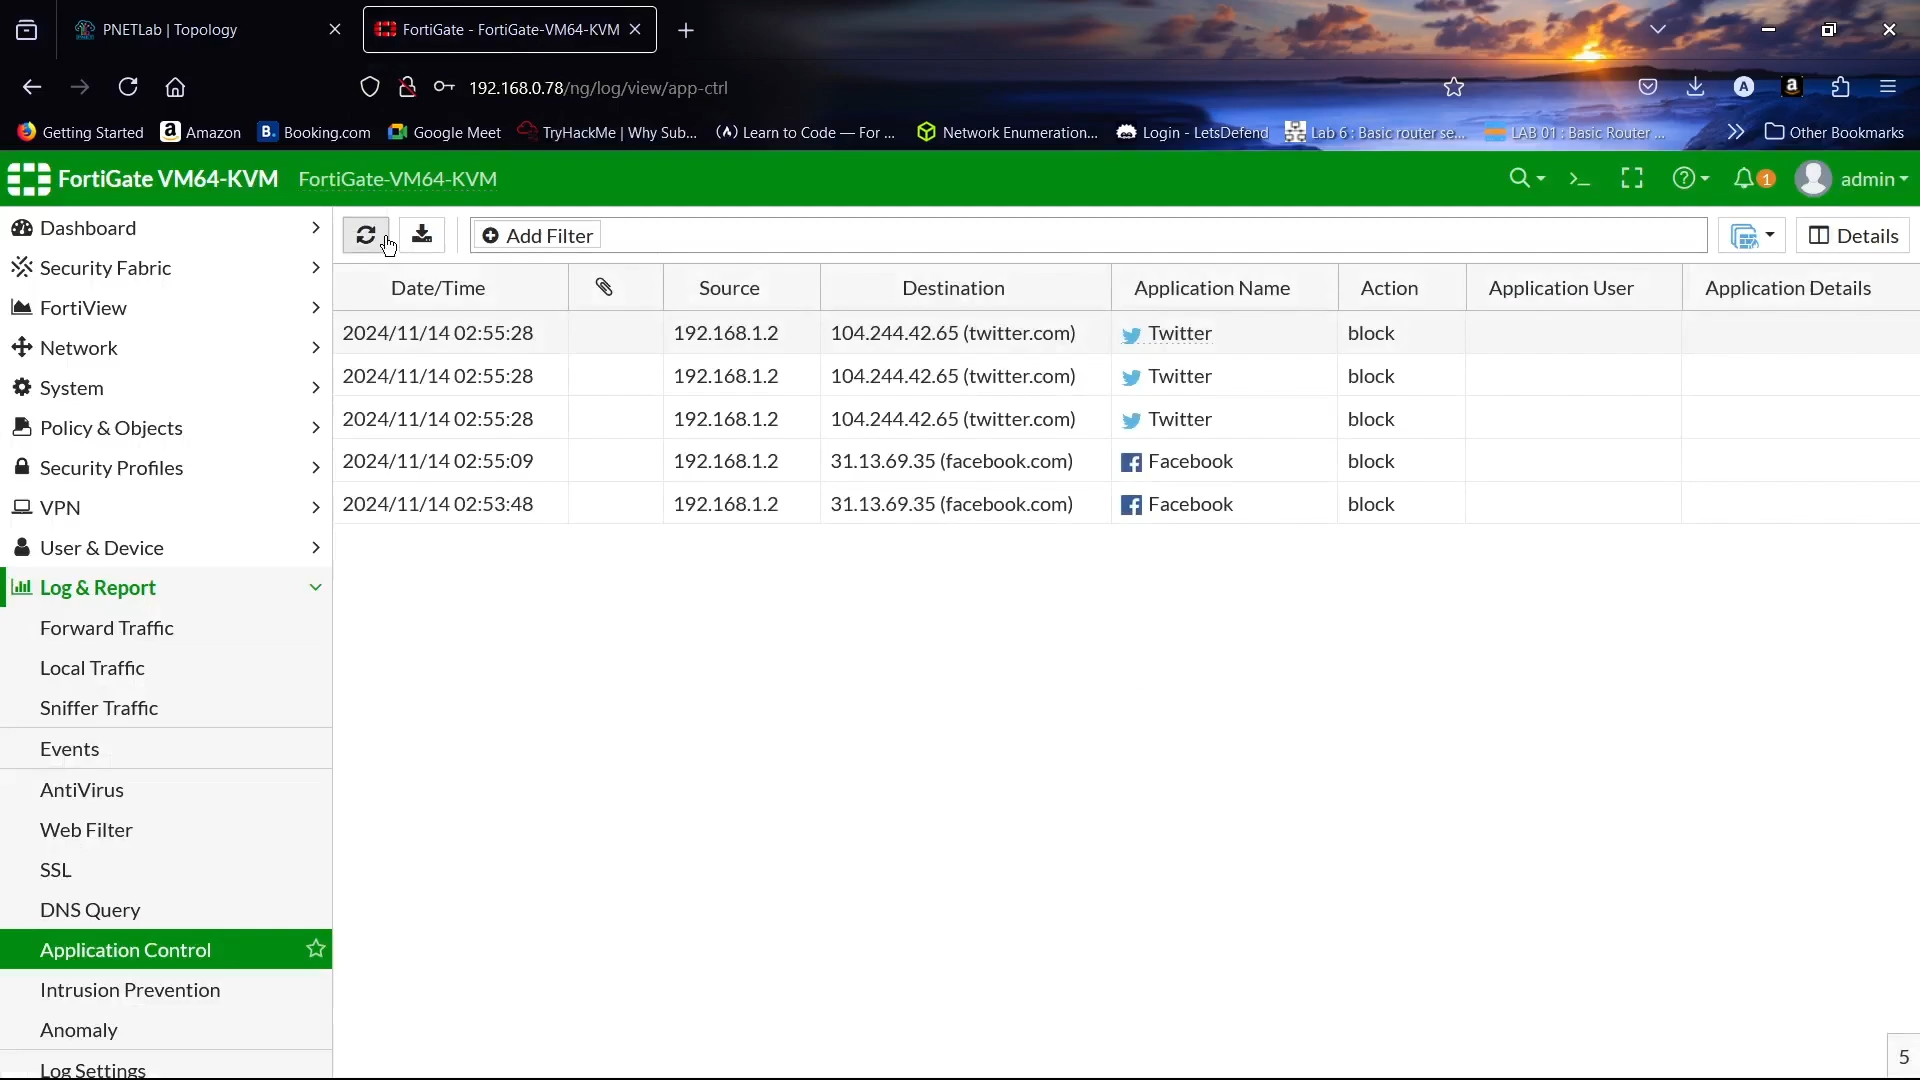 PNETLab | Topology
FortiGate - FortiGate-VM64-KVM
192.168.0.78/ng/log/view/app-ctrl
Getting Started
Amazon
Booking.com
Google Meet
TryHackMe | Why Sub...
Learn to Code — For ...
Network Enumeration...
Login - LetsDefend
Lab 6 : Basic router se...
LAB 01 : Basic Router ...
Other Bookmarks
FortiGate VM64-KVM FortiGate-VM64-KVM
1 admin
Dashboard
Security Fabric
FortiView
Network
System
Policy & Objects
Security Profiles
VPN
User & Device
Log & Report
Forward Traffic
Local Traffic
Sniffer Traffic
Events
AntiVirus
Web Filter
SSL
DNS Query
Application Control
Intrusion Prevention
Anomaly
Log Settings
Add Filter
Details
Date/Time Source Destination Application Name Action Application User Application Details
2024/11/14 02:55:28 192.168.1.2 104.244.42.65 (twitter.com) Twitter block
2024/11/14 02:55:28 192.168.1.2 104.244.42.65 (twitter.com) Twitter block
2024/11/14 02:55:28 192.168.1.2 104.244.42.65 (twitter.com) Twitter block
2024/11/14 02:55:09 192.168.1.2 31.13.69.35 (facebook.com) Facebook block
2024/11/14 02:53:48 192.168.1.2 31.13.69.35 (facebook.com) Facebook block
5